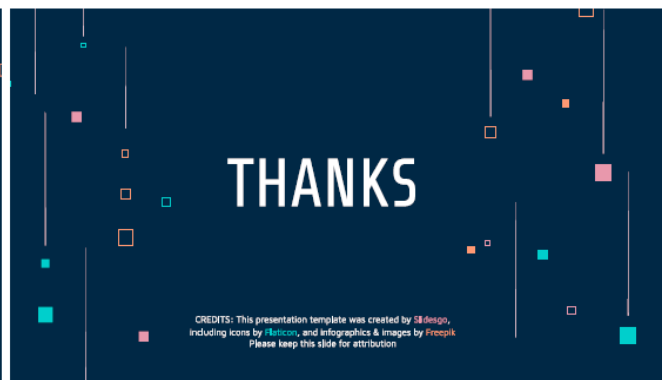 THANKS
CREDITS: This presentation template was created by Slidesgo,
including icons by Flaticon, and infographics & images by Freepik
Please keep this slide for attribution